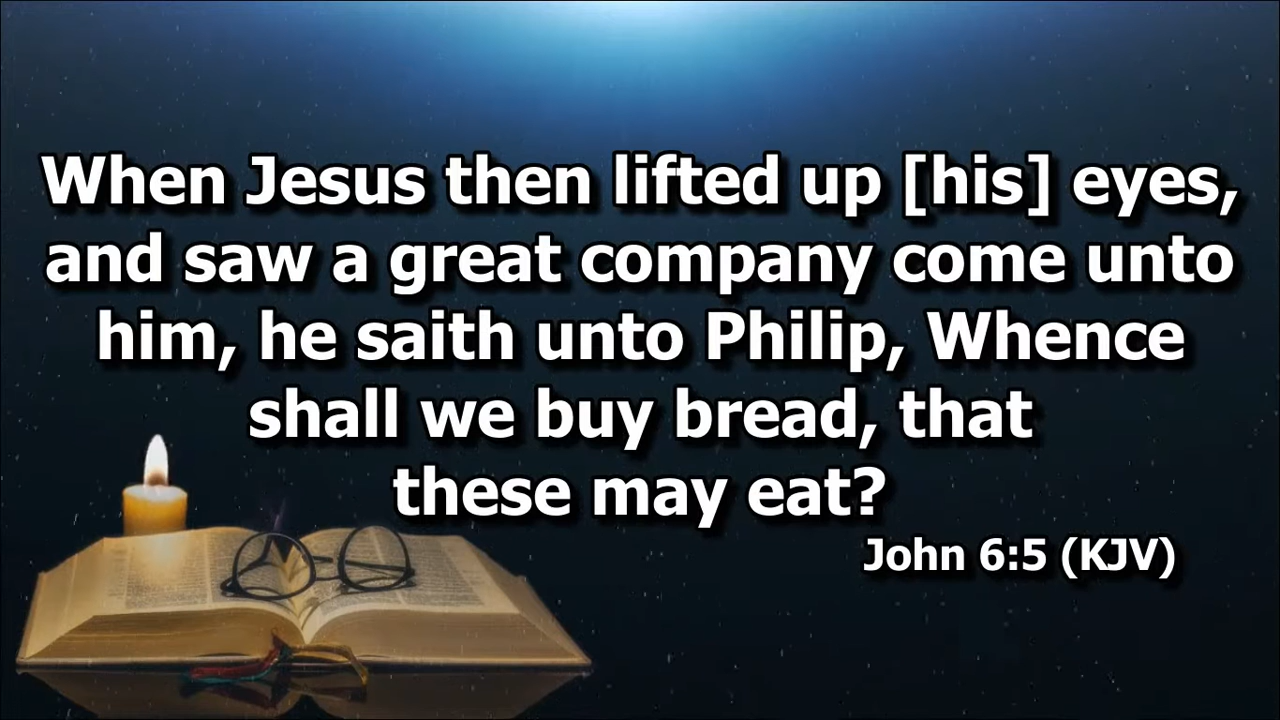 When Jesus then lifted up [his] eyes,
and saw a great company come unto
him, he saith unto Philip, Whence
shall we buy bread, that
these may eat?
John 6:5 (KJV)